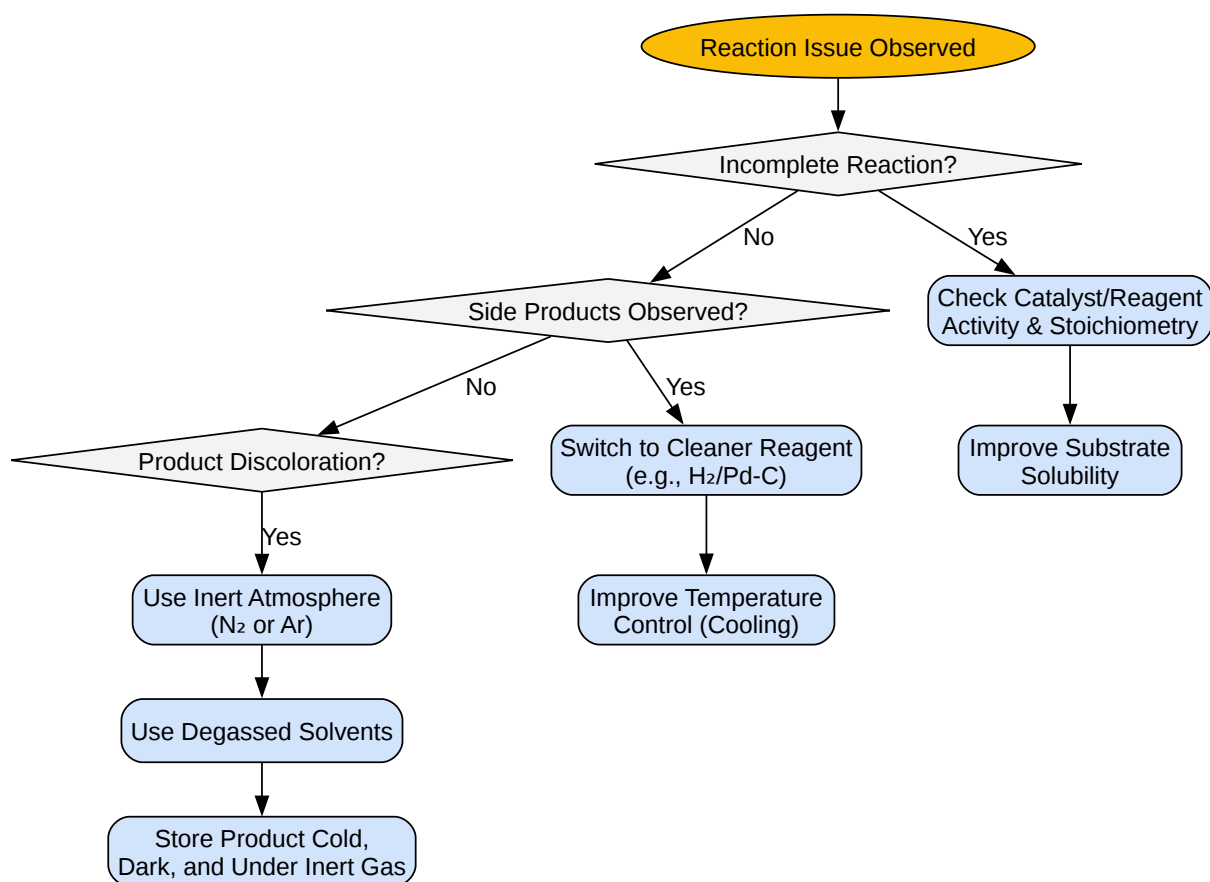 Reaction Issue Observed
Incomplete Reaction?
No
Yes
Side Products Observed?
Check Catalyst/Reagent
Activity & Stoichiometry
No
Yes
Product Discoloration?
Switch to Cleaner Reagent
(e.g., H₂/Pd-C)
Improve Substrate
Solubility
Yes
Use Inert Atmosphere
(N₂ or Ar)
Improve Temperature
Control (Cooling)
Use Degassed Solvents
Store Product Cold,
Dark, and Under Inert Gas